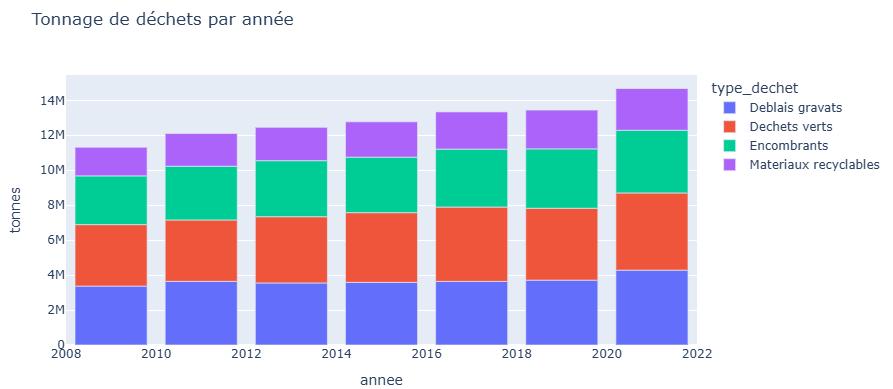 Tonnage de déchets par année
type_dechet
Deblais gravats
Dechets verts
Encombrants
Materiaux recyclables
tonnes
14M
12M
10M
8M
6M
4M
2M
0
2008 2010 2012 2014 2016 2018 2020 2022
annee